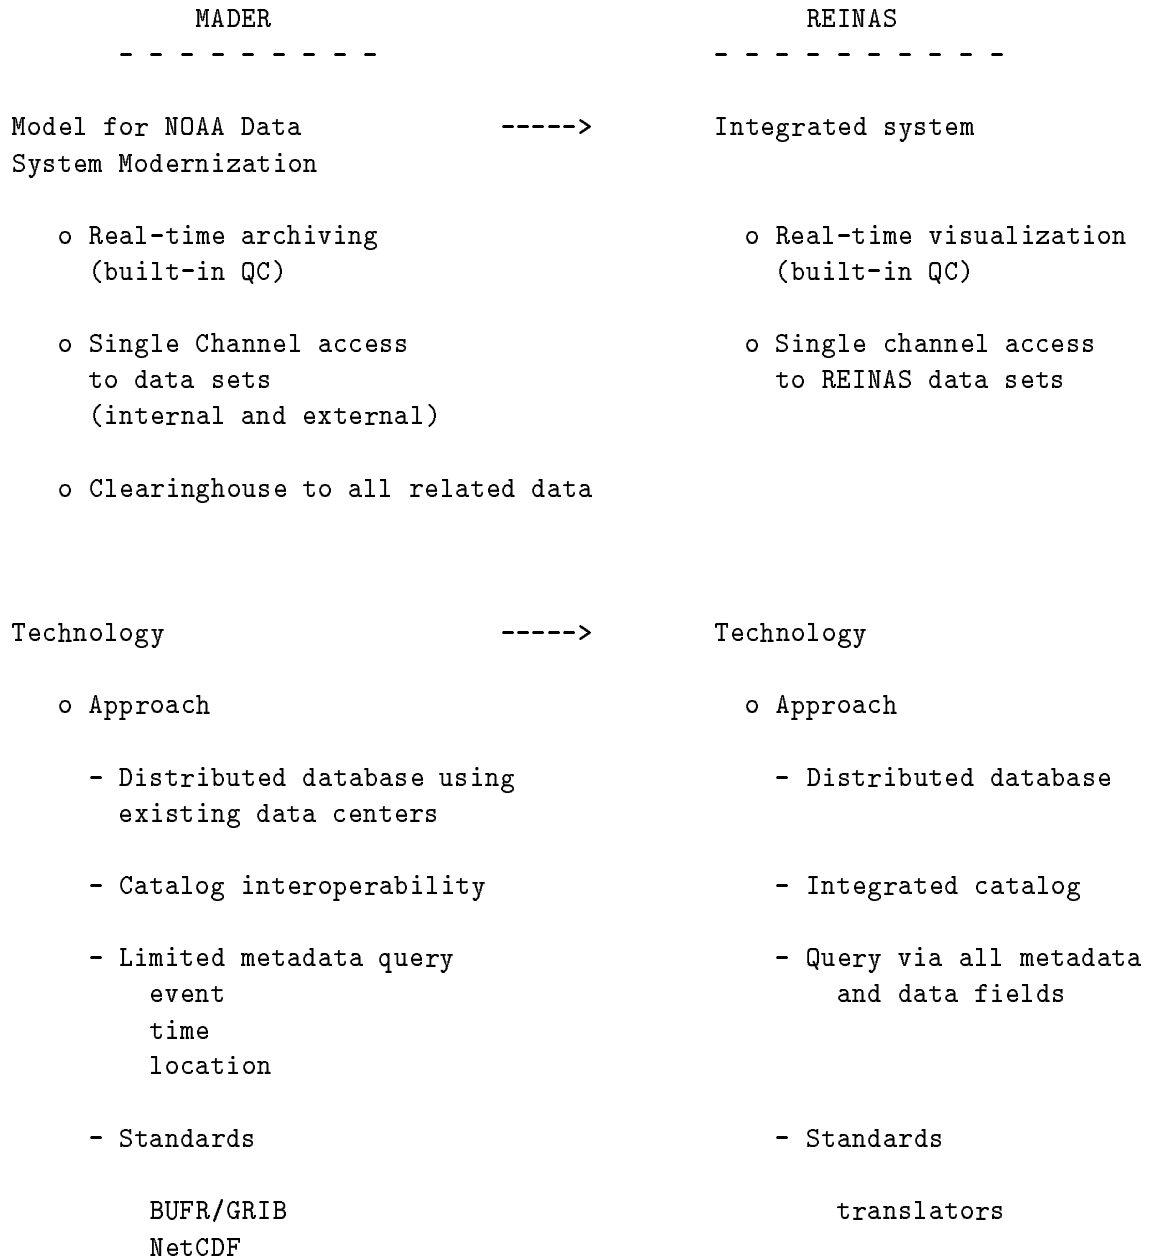 MADER REINAS
- - - - - - - - - - - - - - - - - - -
Model for NOAA Data -----> Integrated system
System Modernization
o Real-time archiving o Real-time visualization
(built-in QC) (built-in QC)
o Single Channel access o Single channel access
to data sets to REINAS data sets
(internal and external)
o Clearinghouse to all related data
Technology -----> Technology
o Approach o Approach
- Distributed database using - Distributed database
existing data centers
- Catalog interoperability - Integrated catalog
- Limited metadata query - Query via all metadata
event and data fields
time
location
- Standards - Standards
BUFR/GRIB translators
NetCDF